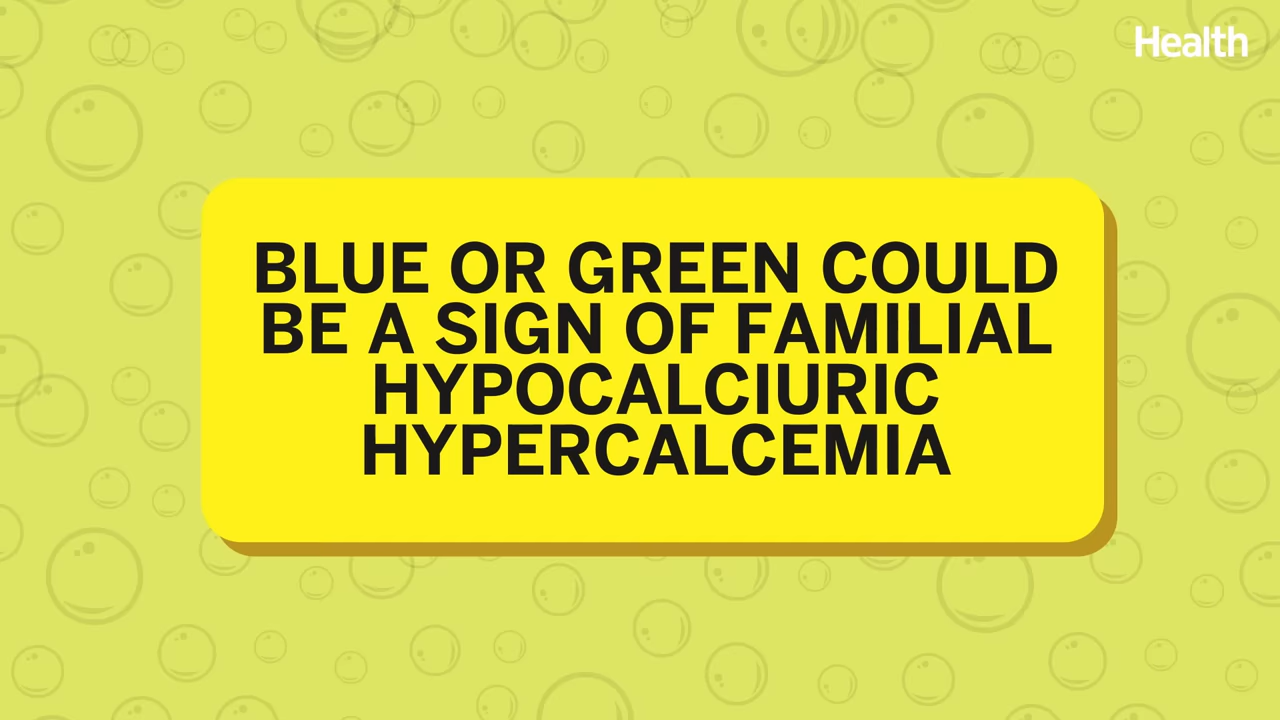 Health
BLUE OR GREEN COULD
BE A SIGN OF FAMILIAL
HYPOCALCIURIC
HYPERCALCEMIA